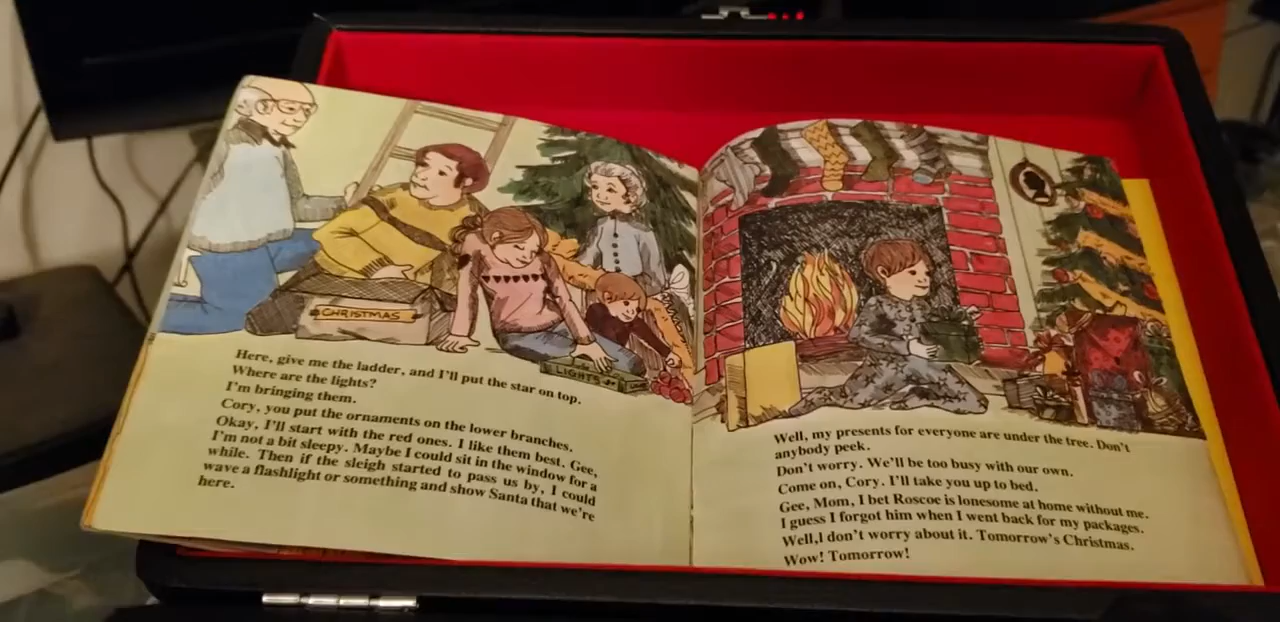 CHRISTMAS
LIGHTS
Here, give me the ladder, and I'll put the star on top.
Where are the lights?
I'm bringing them.
Cory, you put the ornaments on the lower branches.
Okay, I'll start with the red ones. I like them best. Gee,
I'm not a bit sleepy. Maybe I could sit in the window for a
while. Then if the sleigh started to pass us by, I could
wave a flashlight or something and show Santa that we're
here.
Well, my presents for everyone are under the tree. Don't
anybody peek.
Don't worry. We'll be too busy with our own.
Come on, Cory. I'll take you up to bed.
Gee, Mom, I bet Roscoe is lonesome at home without me.
I guess I forgot him when I went back for my packages.
Well,I don't worry about it. Tomorrow's Christmas.
Wow! Tomorrow!